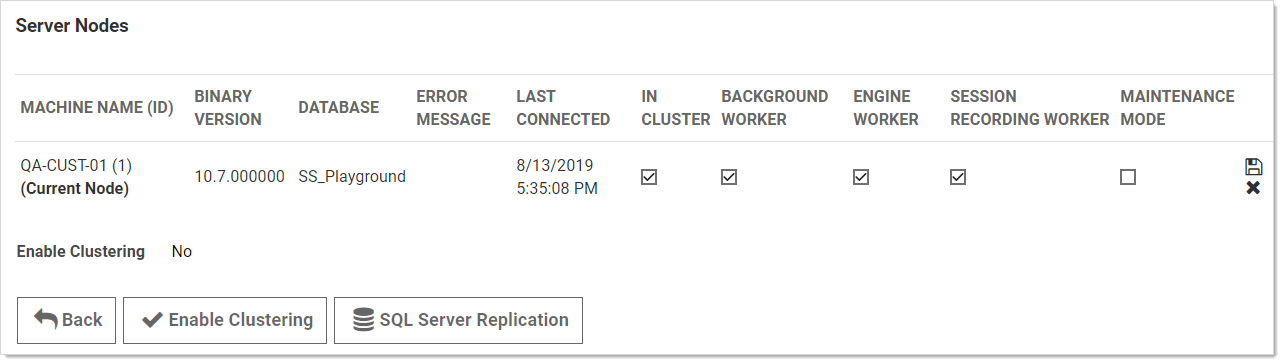 Server Nodes
MACHINE NAME (ID) BINARY VERSION DATABASE ERROR MESSAGE LAST CONNECTED IN CLUSTER BACKGROUND WORKER ENGINE WORKER SESSION RECORDING WORKER MAINTENANCE MODE
QA-CUST-01 (1) 10.7.000000 SS_Playground 8/13/2019
(Current Node) 5:35:08 PM
Enable Clustering No
Back Enable Clustering SQL Server Replication